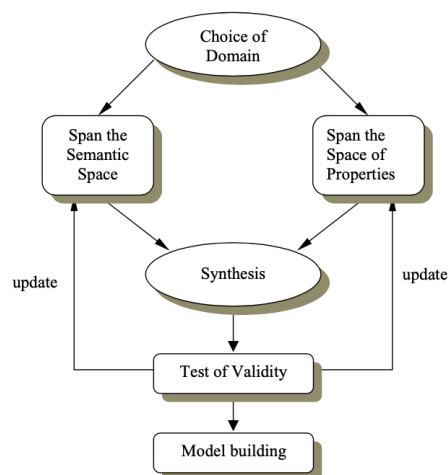 Choice of
Domain
Span the
Semantic
Space
Span the
Space of
Properties
Synthesis
update
update
Test of Validity
Model building